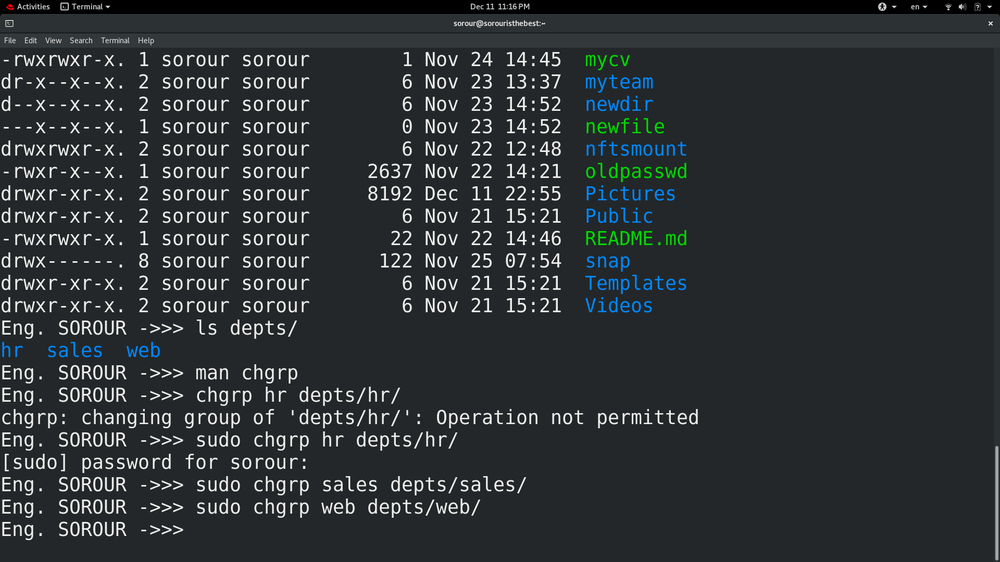 Activities Terminal Dec 11 11:16 PM en
sorour@sorouristhebest:~
File Edit View Search Terminal Help
-rwxrwxr-x. 1 sorour sorour 1 Nov 24 14:45 mycv
dr-x--x--x. 2 sorour sorour 6 Nov 23 13:37 myteam
d--x--x--x. 2 sorour sorour 6 Nov 23 14:52 newdir
---x--x--x. 1 sorour sorour 0 Nov 23 14:52 newfile
drwxrwxr-x. 2 sorour sorour 6 Nov 22 12:48 nftsmount
-rwxr-x--x. 1 sorour sorour 2637 Nov 22 14:21 oldpasswd
drwxr-xr-x. 2 sorour sorour 8192 Dec 11 22:55 Pictures
drwxr-xr-x. 2 sorour sorour 6 Nov 21 15:21 Public
-rwxrwxr-x. 1 sorour sorour 22 Nov 22 14:46 README.md
drwx------. 8 sorour sorour 122 Nov 25 07:54 snap
drwxr-xr-x. 2 sorour sorour 6 Nov 21 15:21 Templates
drwxr-xr-x. 2 sorour sorour 6 Nov 21 15:21 Videos
Eng. SOROUR ->>> ls depts/
hr sales web
Eng. SOROUR ->>> man chgrp
Eng. SOROUR ->>> chgrp hr depts/hr/
chgrp: changing group of 'depts/hr/': Operation not permitted
Eng. SOROUR ->>> sudo chgrp hr depts/hr/
[sudo] password for sorour:
Eng. SOROUR ->>> sudo chgrp sales depts/sales/
Eng. SOROUR ->>> sudo chgrp web depts/web/
Eng. SOROUR ->>>